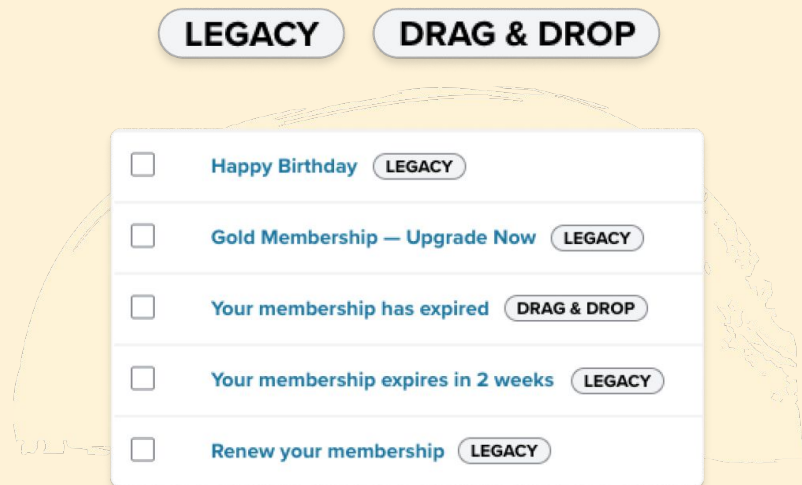 LEGACY DRAG & DROP
Happy Birthday LEGACY
Gold Membership — Upgrade Now LEGACY
Your membership has expired DRAG & DROP
Your membership expires in 2 weeks LEGACY
Renew your membership LEGACY